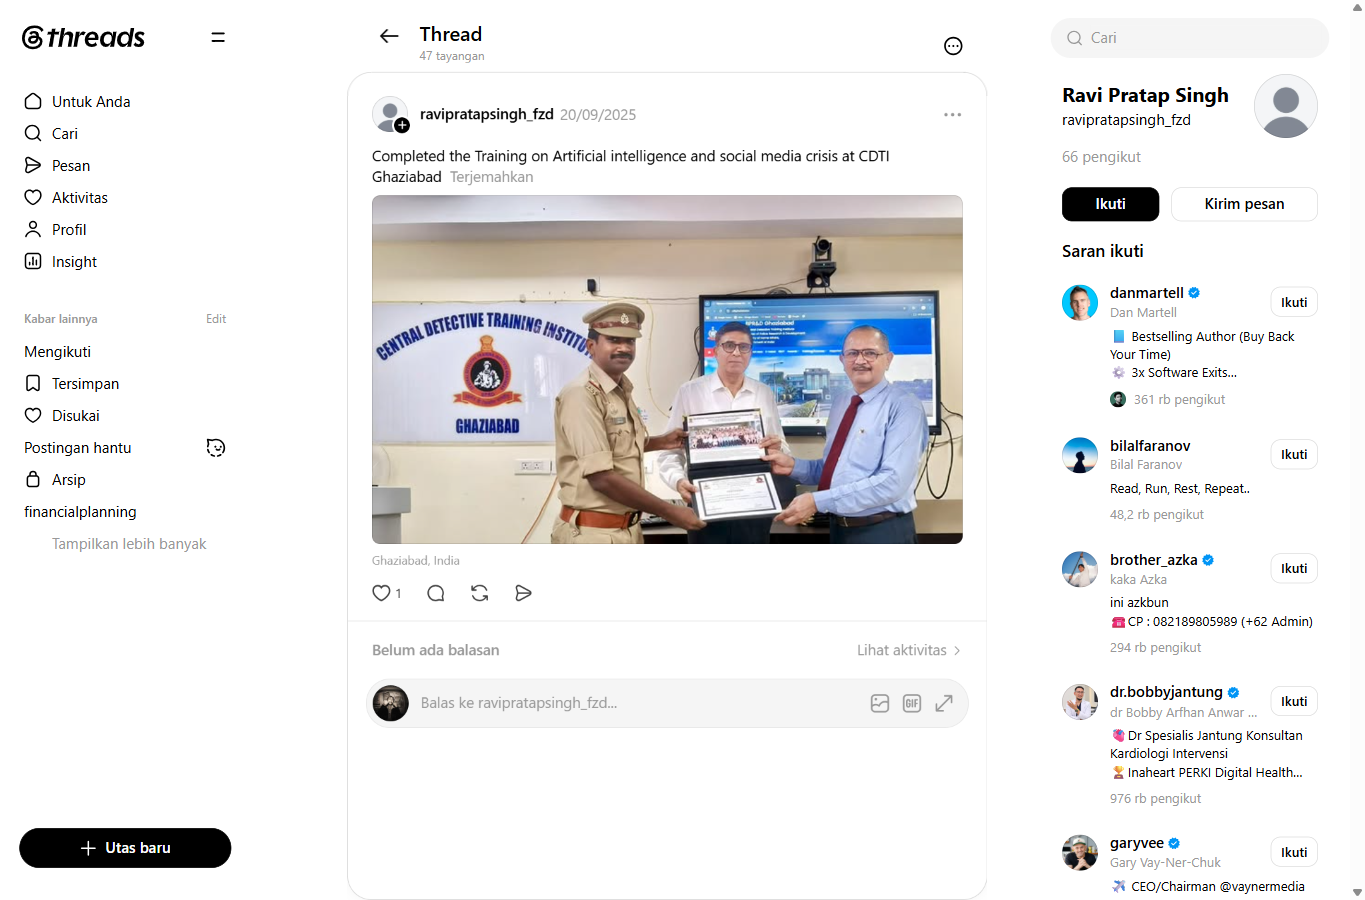 threads
Thread
47 tayangan
Cari
Untuk Anda
Cari
Pesan
Aktivitas
Profil
Insight
Kabar lainnya
Edit
Mengikuti
Tersimpan
Disukai
Postingan hantu
Arsip
financialplanning
Tampilkan lebih banyak
Utas baru
ravipratapsingh_fzd 20/09/2025
Completed the Training on Artificial intelligence and social media crisis at CDTI
Ghaziabad Terjemahkan
CENTRAL DETECTIVE TRAINING INSTITU
GHAZIABAD
Ghaziabad, India
1
Belum ada balasan
Lihat aktivitas
Balas ke ravipratapsingh_fzd...
GIF
Ravi Pratap Singh
ravipratapsingh_fzd
66 pengikut
Ikuti
Kirim pesan
Saran ikuti
danmartell
Ikuti
Dan Martell
📘 Bestselling Author (Buy Back
Your Time)
⚙️ 3x Software Exits...
361 rb pengikut
bilalfaranov
Ikuti
Bilal Faranov
Read, Run, Rest, Repeat..
48,2 rb pengikut
brother_azka
Ikuti
kaka Azka
ini azkbun
☎️CP : 082189805989 (+62 Admin)
294 rb pengikut
dr.bobbyjantung
Ikuti
dr Bobby Arfhan Anwar ...
🫀Dr Spesialis Jantung Konsultan
Kardiologi Intervensi
🏆Inaheart PERKI Digital Health...
976 rb pengikut
garyvee
Ikuti
Gary Vay-Ner-Chuk
✈️ CEO/Chairman @vaynermedia